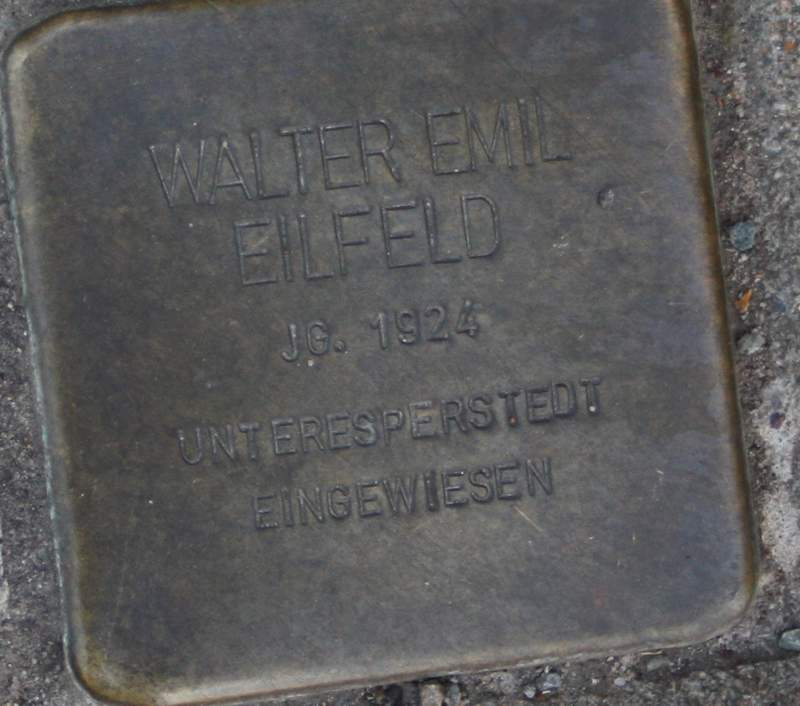 WALTER EMIL
EILFELD
JG. 1924
UNTERESPERSTEDT
EINGEWIESEN